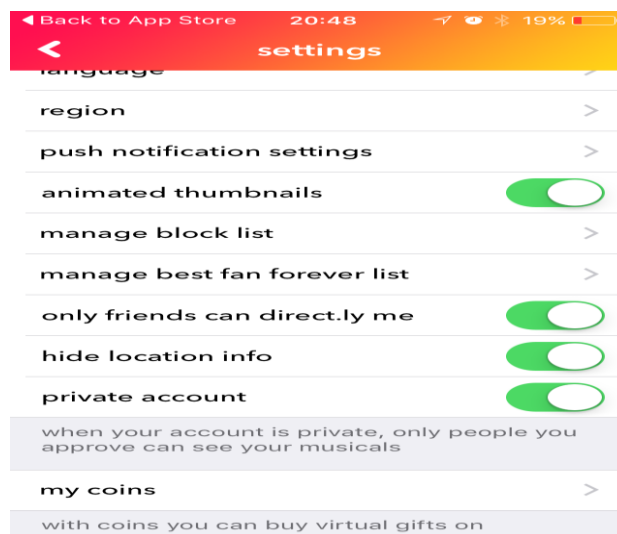 Back to App Store 20:48 19%
settings
language
region
push notification settings
animated thumbnails
manage block list
manage best fan forever list
only friends can direct.ly me
hide location info
private account
when your account is private, only people you
approve can see your musicals
my coins
with coins you can buy virtual gifts on